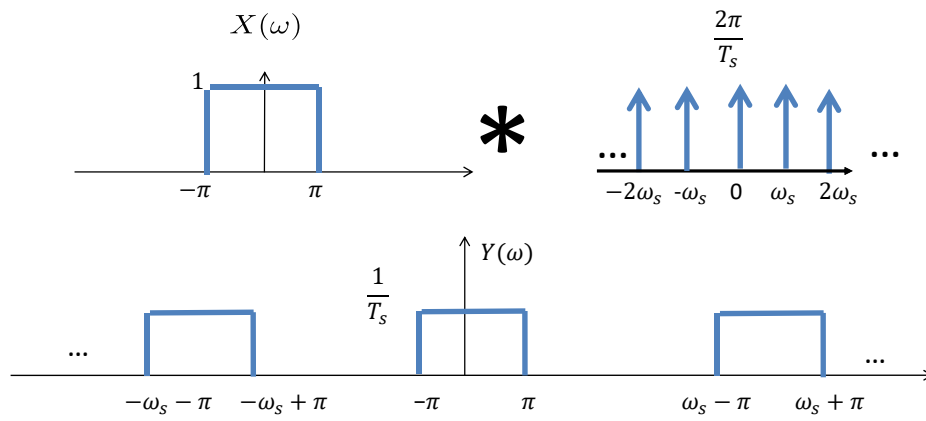 X(ω)
2π
T_s
1
−π
π
*
...
...
−2ω_s
-ω_s
0
ω_s
2ω_s
Y(ω)
1
T_s
...
...
−ω_s − π
−ω_s + π
−π
π
ω_s − π
ω_s + π